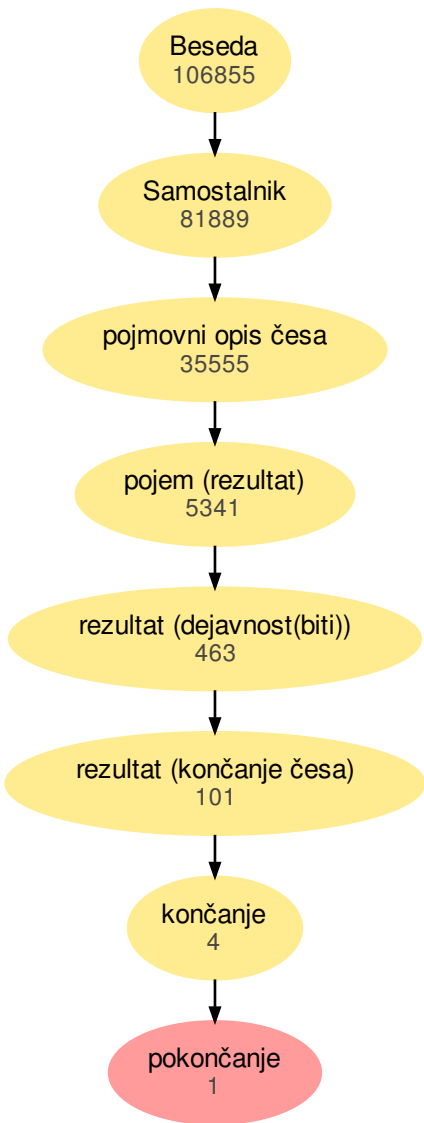 Beseda
106855
Samostalnik
81889
pojmovni opis česa
35555
pojem (rezultat)
5341
rezultat (dejavnost(biti))
463
rezultat (končanje česa)
101
končanje
4
pokončanje
1